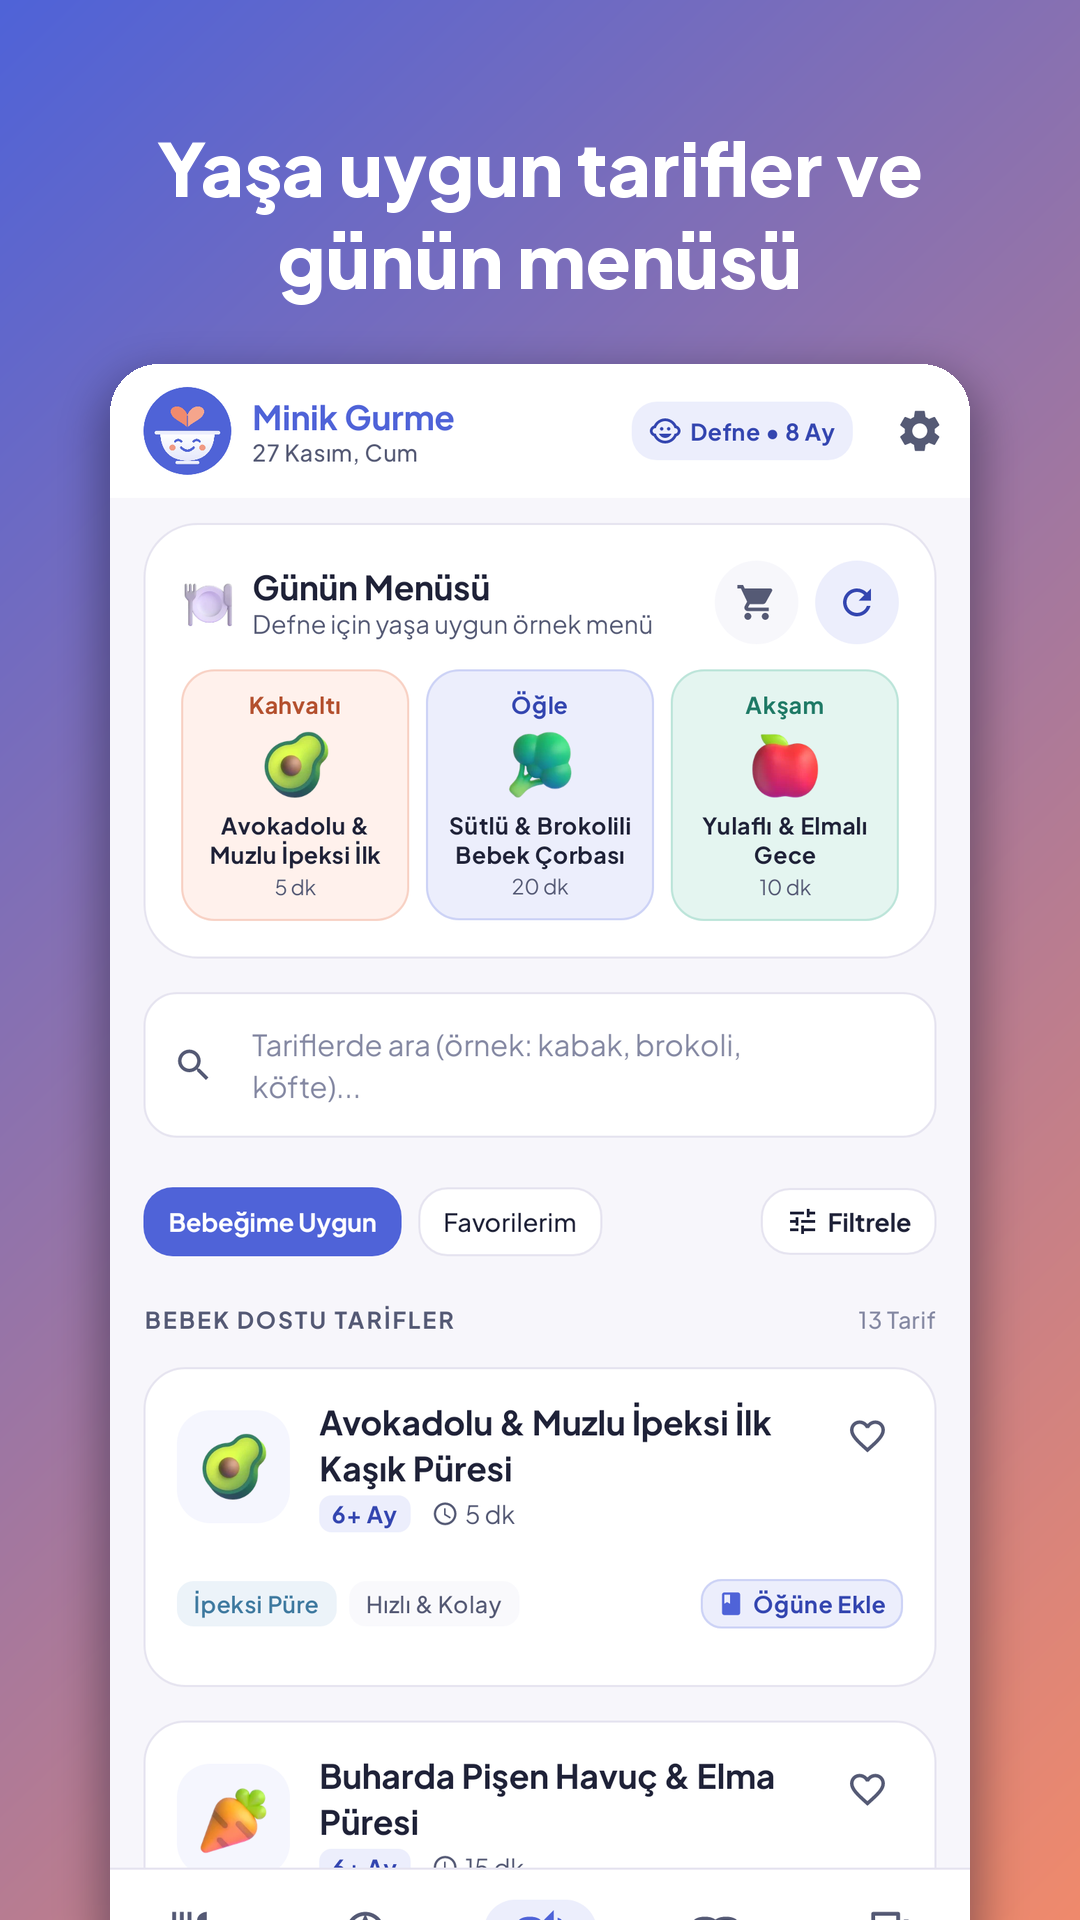 Yaşa uygun tarifler ve
günün menüsü
Minik Gurme
27 Kasım, Cum
Defne • 8 Ay
Günün Menüsü
Defne için yaşa uygun örnek menü
Kahvaltı
Avokadolu &
Muzlu İpeksi İlk
5 dk
Öğle
Sütlü & Brokolili
Bebek Çorbası
20 dk
Akşam
Yulaflı & Elmalı
Gece
10 dk
Tariflerde ara (örnek: kabak, brokoli,
köfte)...
Bebeğime Uygun
Favorilerim
Filtrele
BEBEK DOSTU TARİFLER
13 Tarif
Avokadolu & Muzlu İpeksi İlk
Kaşık Püresi
6+ Ay
5 dk
İpeksi Püre
Hızlı & Kolay
Öğüne Ekle
Buharda Pişen Havuç & Elma
Püresi
6+ Ay
15 dk